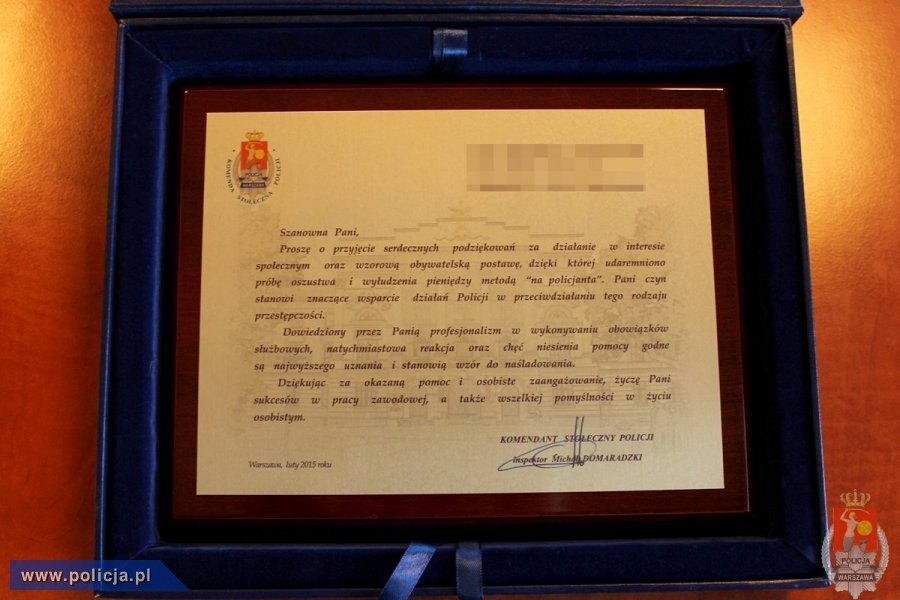 KOMENDA STOŁECZNA POLICJI
POLICJA
WARSZAWA
Szanowna Pani,
Proszę o przyjęcie serdecznych podziękowań za działanie w interesie
społecznym oraz wzorową obywatelską postawę, dzięki której udaremniono
próbę oszustwa i wyłudzenia pieniędzy metodą “na policjanta”. Pani czyn
stanowi znaczące wsparcie działań Policji w przeciwdziałaniu tego rodzaju
przestępczości.
Dowiedziony przez Panią profesjonalizm w wykonywaniu obowiązków
służbowych, natychmiastowa reakcja oraz chęć niesienia pomocy godne
są najwyższego uznania i stanowią wzór do naśladowania.
Dziękując za okazaną pomoc i osobiste zaangażowanie, życzę Pani
sukcesów w pracy zawodowej, a także wszelkiej pomyślności w życiu
osobistym.
KOMENDANT STOŁECZNY POLICJI
inspektor Michał DOMARADZKI
Warszawa, luty 2015 roku
www.policja.pl
POLICJA
WARSZAWA